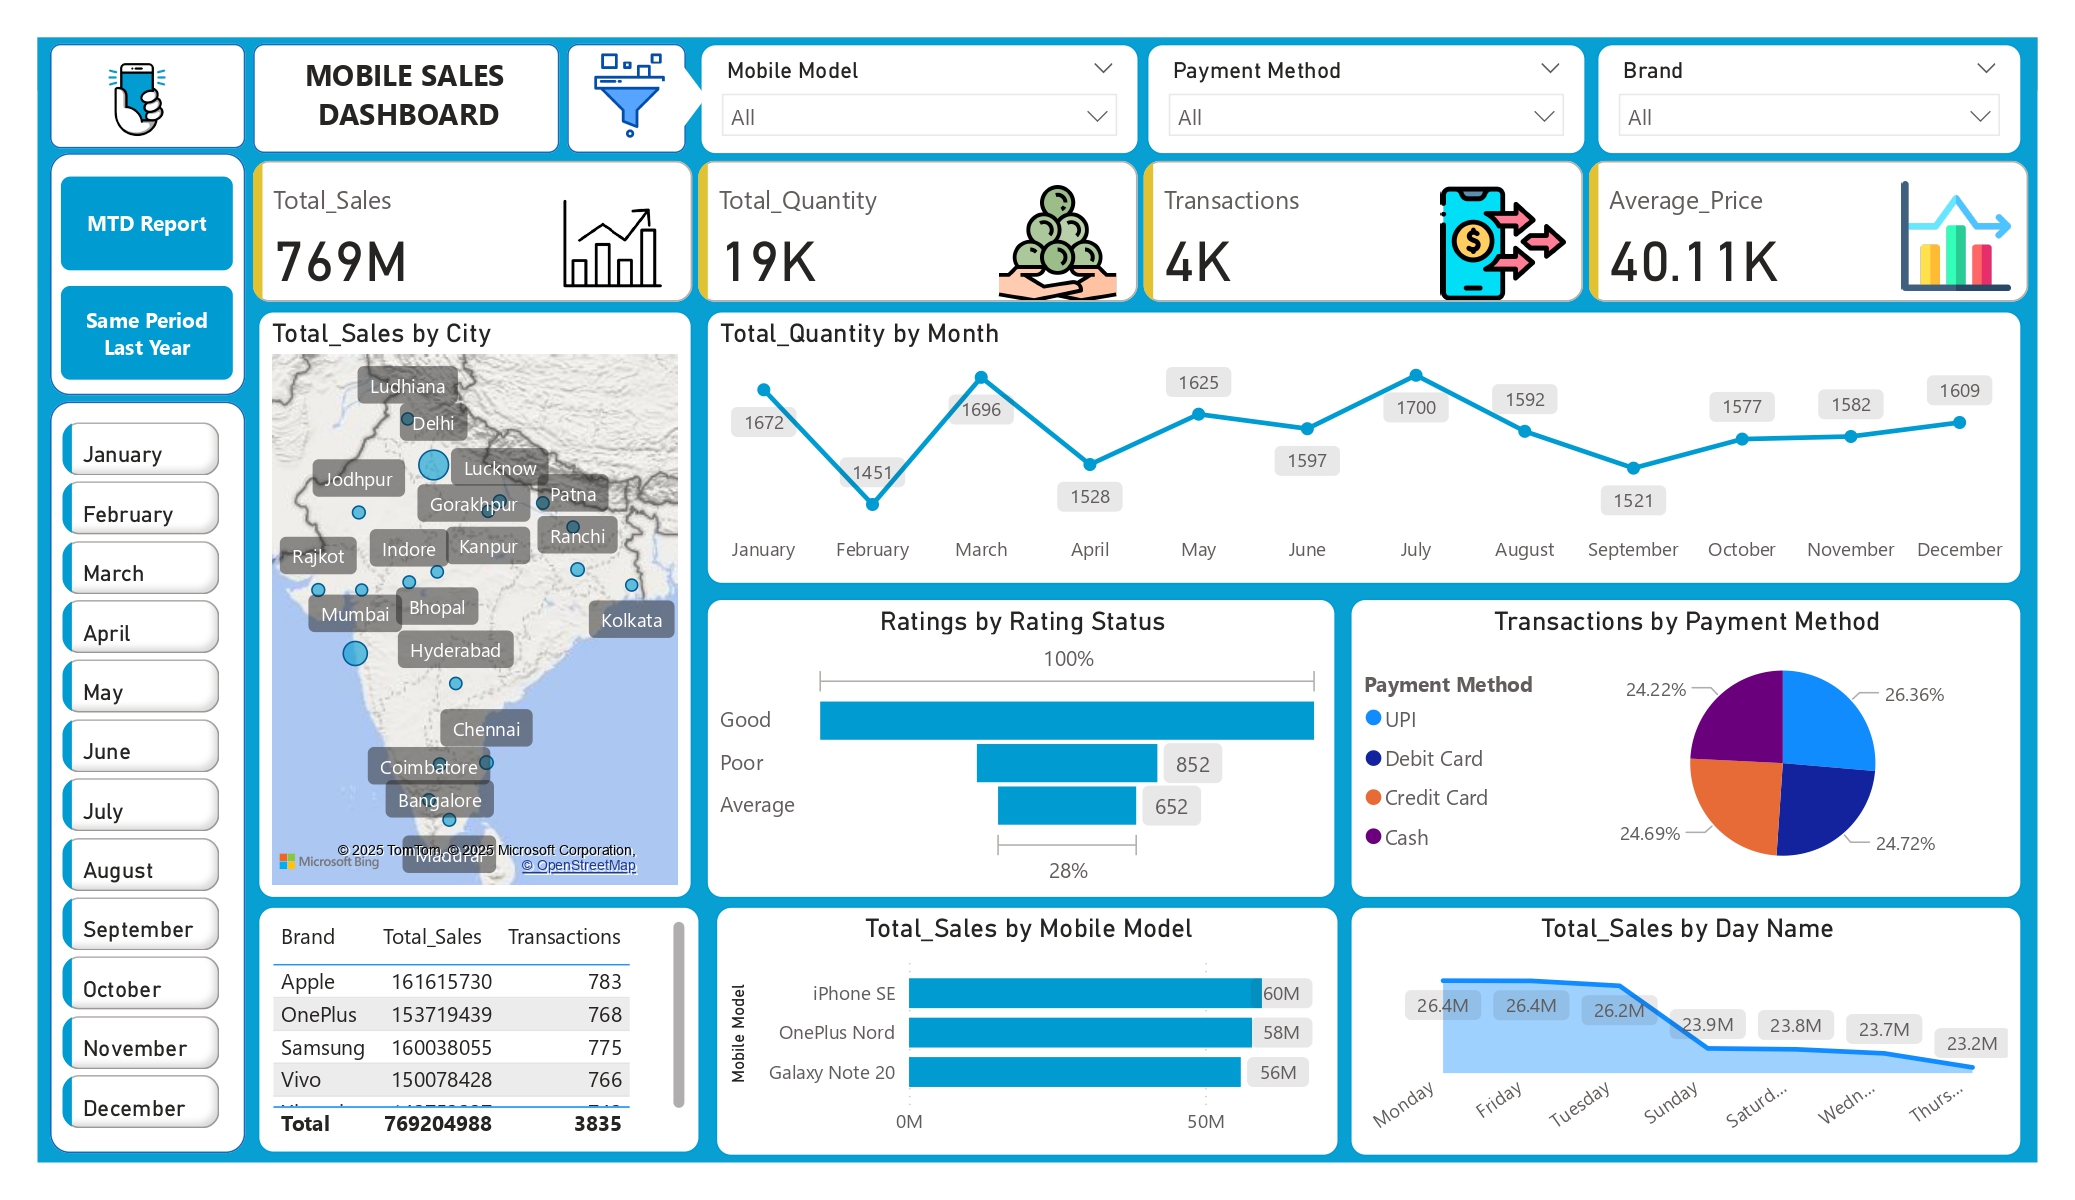 MOBILE SALES
DASHBOARD
Mobile Model
All
Payment Method
All
Brand
All
MTD Report
Same Period
Last Year
Total_Sales
769M
Total_Quantity
19K
Transactions
4K
Average_Price
40.11K
January
February
March
April
May
June
July
August
September
October
November
December
Total_Sales by City
Ludhiana
Delhi
Lucknow
Jodhpur
Gorakhpur
Patna
Ranchi
Rajkot
Indore
Kanpur
Mumbai
Bhopal
Kolkata
Hyderabad
Chennai
Coimbatore
Bangalore
Madurai
© 2025 TomTom, © 2025 Microsoft Corporation,
© OpenStreetMap
Microsoft Bing
Total_Quantity by Month
1672
1451
1696
1528
1625
1597
1700
1592
1521
1577
1582
1609
January February March April May June July August September October November December
Ratings by Rating Status
100%
Good
Poor 852
Average 652
28%
Transactions by Payment Method
Payment Method
UPI
Debit Card
Credit Card
Cash
24.22%
26.36%
24.69%
24.72%
Brand Total_Sales Transactions
Apple 161615730 783
OnePlus 153719439 768
Samsung 160038055 775
Vivo 150078428 766
Total 769204988 3835
Total_Sales by Mobile Model
Mobile Model
iPhone SE 60M
OnePlus Nord 58M
Galaxy Note 20 56M
0M 50M
Total_Sales by Day Name
26.4M 26.4M 26.2M 23.9M 23.8M 23.7M 23.2M
Monday Friday Tuesday Sunday Saturd... Wedn... Thurs...